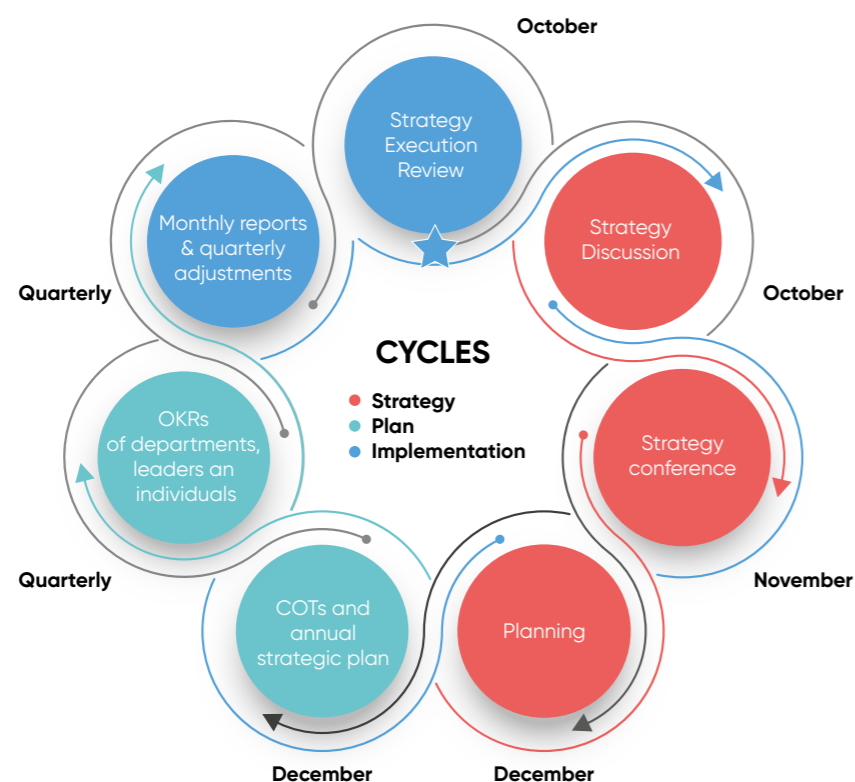 October
Strategy
Execution
Review
Strategy
Discussion
October
Strategy
conference
November
Planning
December
COTs and
annual
strategic plan
December
OKRs
of departments,
leaders an
individuals
Quarterly
Monthly reports
& quarterly
adjustments
Quarterly
CYCLES
Strategy
Plan
Implementation